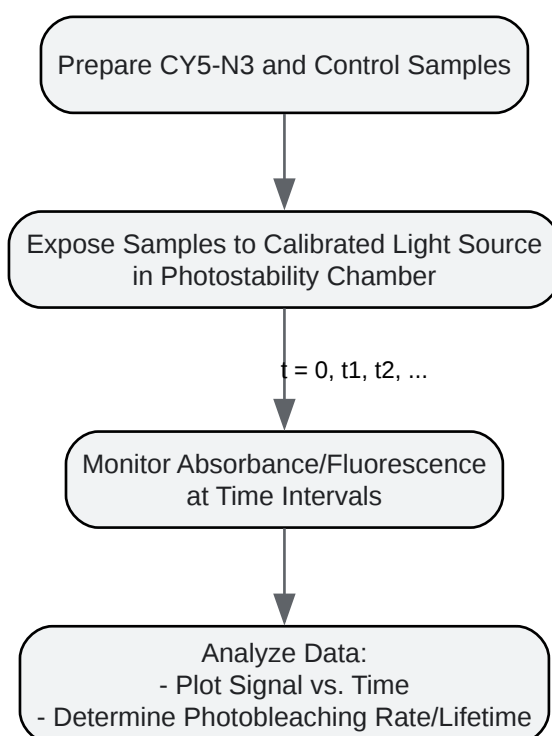 Prepare CY5-N3 and Control Samples
Expose Samples to Calibrated Light Source
in Photostability Chamber
t = 0, t1, t2, ...
Monitor Absorbance/Fluorescence
at Time Intervals
Analyze Data:
- Plot Signal vs. Time
- Determine Photobleaching Rate/Lifetime